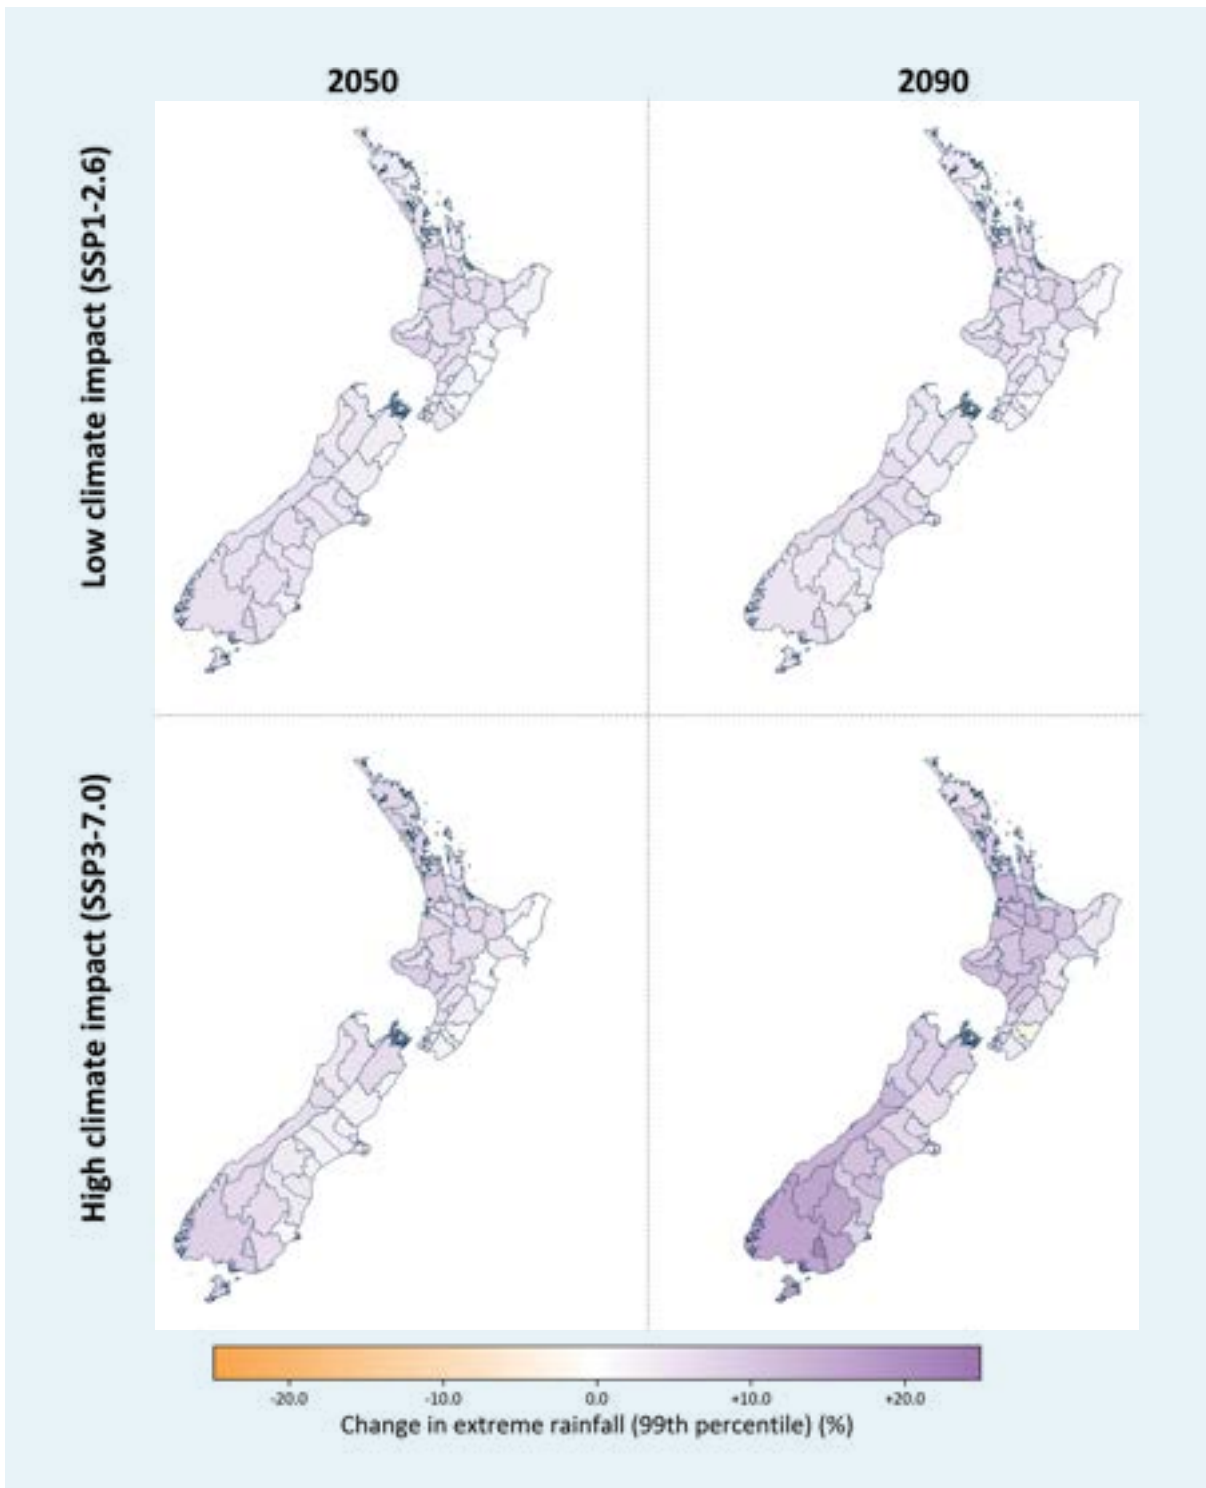 2050
2090
Low climate impact (SSP1-2.6)
High climate impact (SSP3-7.0)
-20.0
-10.0
0.0
+10.0
+20.0
Change in extreme rainfall (99th percentile) (%)